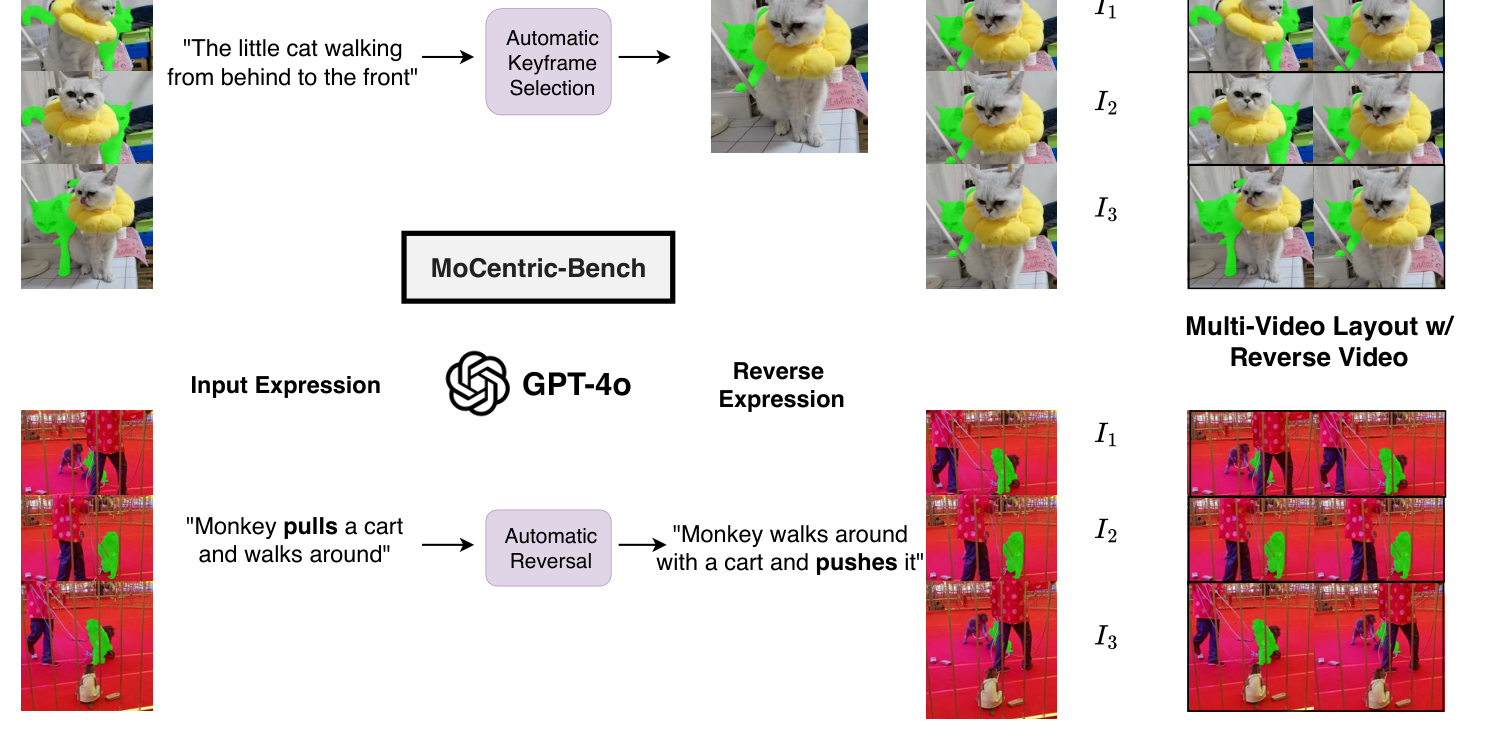 "The little cat walking
from behind to the front"
Automatic
Keyframe
Selection
I1
I2
I3
MoCentric-Bench
Multi-Video Layout w/
Reverse Video
Input Expression
GPT-4o
Reverse
Expression
"Monkey pulls a cart
and walks around"
Automatic
Reversal
"Monkey walks around
with a cart and pushes it"
I1
I2
I3